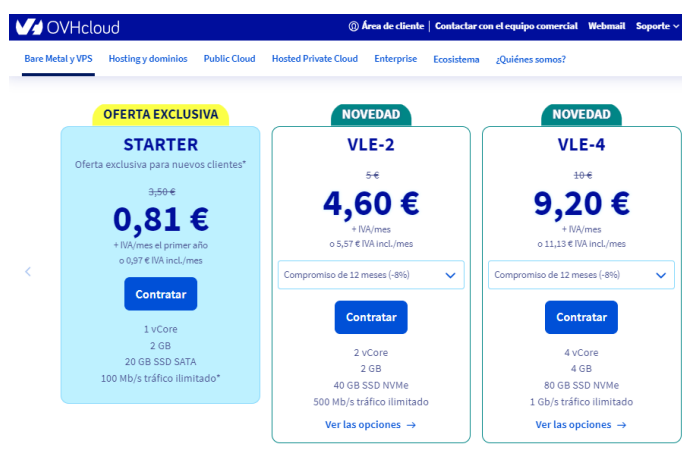 OVHcloud
Área de cliente | Contactar con el equipo comercial Webmail Soporte
Bare Metal y VPS Hosting y dominios Public Cloud Hosted Private Cloud Enterprise Ecosistema ¿Quiénes somos?
OFERTA EXCLUSIVA
STARTER
Oferta exclusiva para nuevos clientes*
3,50 €
0,81 €
+ IVA/mes el primer año
o 0,97 € IVA incl./mes
Contratar
1 vCore
2 GB
20 GB SSD SATA
100 Mb/s tráfico ilimitado*
NOVEDAD
VLE-2
5 €
4,60 €
+ IVA/mes
o 5,57 € IVA incl./mes
Compromiso de 12 meses (-8%)
Contratar
2 vCore
2 GB
40 GB SSD NVMe
500 Mb/s tráfico ilimitado
Ver las opciones →
NOVEDAD
VLE-4
10 €
9,20 €
+ IVA/mes
o 11,13 € IVA incl./mes
Compromiso de 12 meses (-8%)
Contratar
4 vCore
4 GB
80 GB SSD NVMe
1 Gb/s tráfico ilimitado
Ver las opciones →